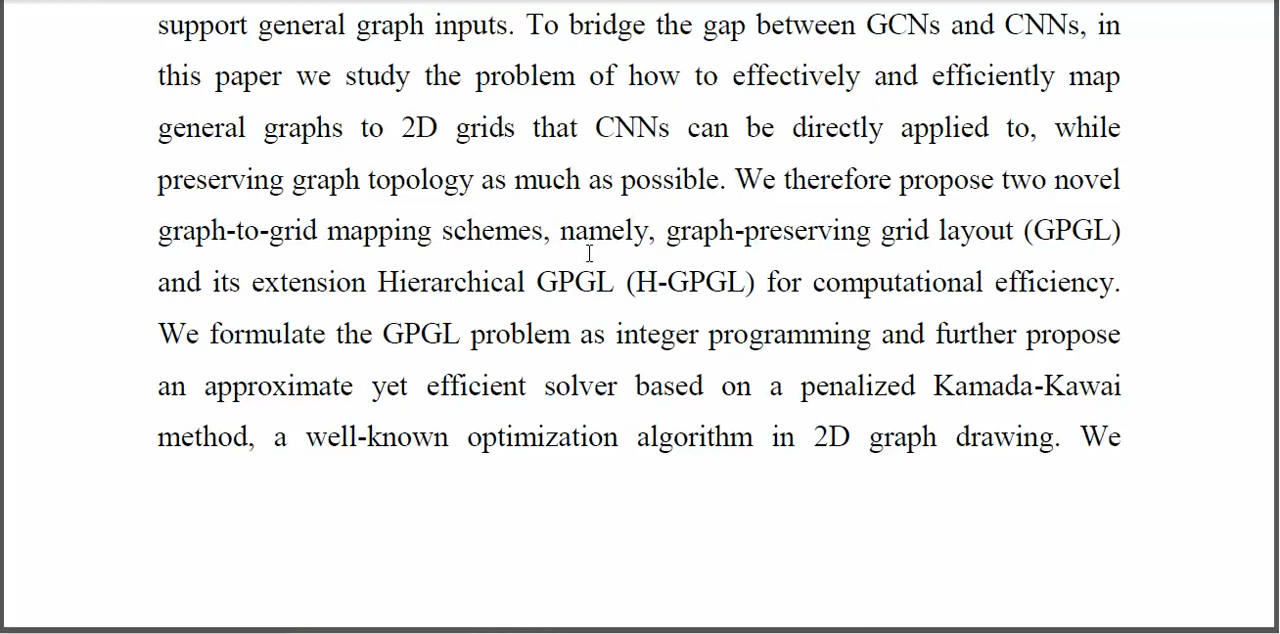 support general graph inputs. To bridge the gap between GCNs and CNNs, in
this paper we study the problem of how to effectively and efficiently map
general graphs to 2D grids that CNNs can be directly applied to, while
preserving graph topology as much as possible. We therefore propose two novel
graph-to-grid mapping schemes, namely, graph-preserving grid layout (GPGL)
and its extension Hierarchical GPGL (H-GPGL) for computational efficiency.
We formulate the GPGL problem as integer programming and further propose
an approximate yet efficient solver based on a penalized Kamada-Kawai
method, a well-known optimization algorithm in 2D graph drawing. We